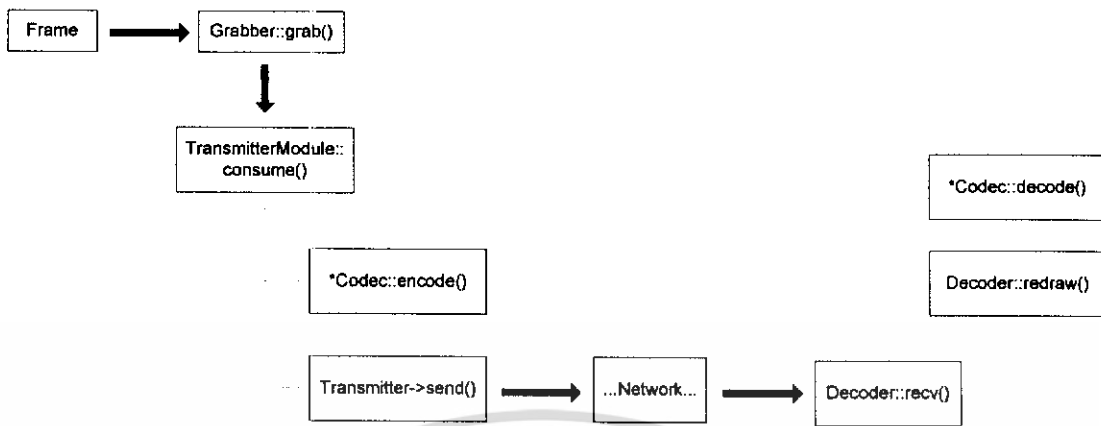 Frame
Grabber::grab()
TransmitterModule::
consume()
*Codec::decode()
*Codec::encode()
Decoder::redraw()
Transmitter->send()
...Network...
Decoder::recv()